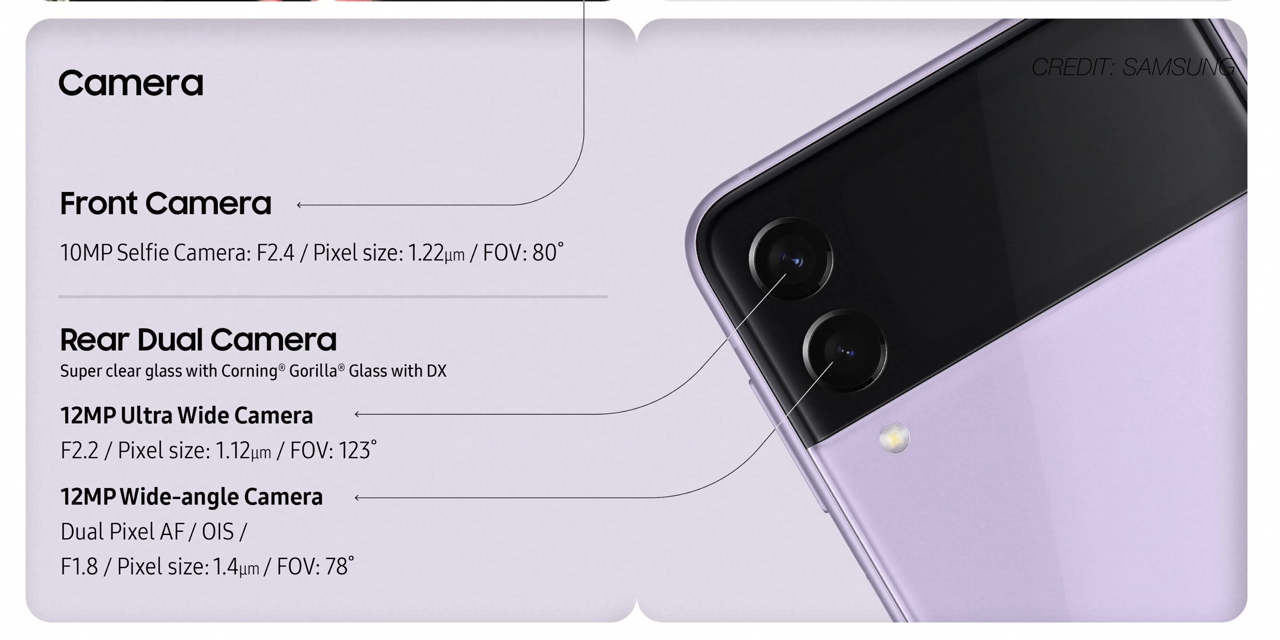 Camera
CREDIT: SAMSUNG
Front Camera
10MP Selfie Camera: F2.4 / Pixel size: 1.22μm / FOV: 80˚
Rear Dual Camera
Super clear glass with Corning® Gorilla® Glass with DX
12MP Ultra Wide Camera
F2.2 / Pixel size: 1.12μm / FOV: 123˚
12MP Wide-angle Camera
Dual Pixel AF / OIS /
F1.8 / Pixel size: 1.4μm / FOV: 78˚